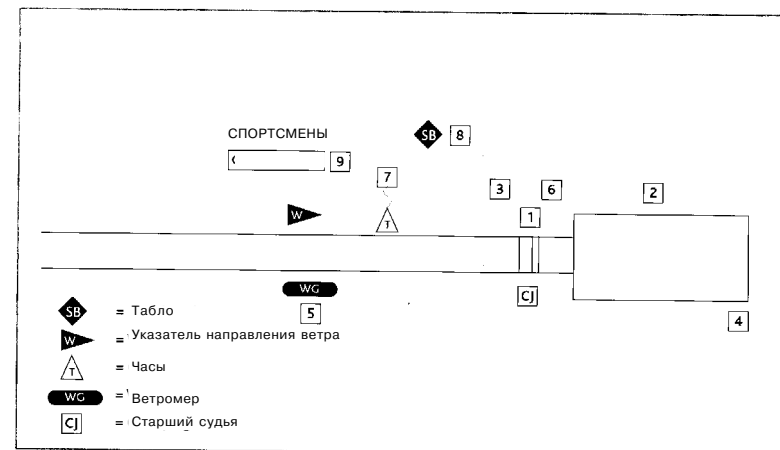 СПОРТСМЕНЫ
SB 8
9
7
3 6 2
W T 1
WG CJ
5 4
SB = Табло
W = Указатель направления ветра
T = Часы
WG = Ветромер
CJ = Старший судья